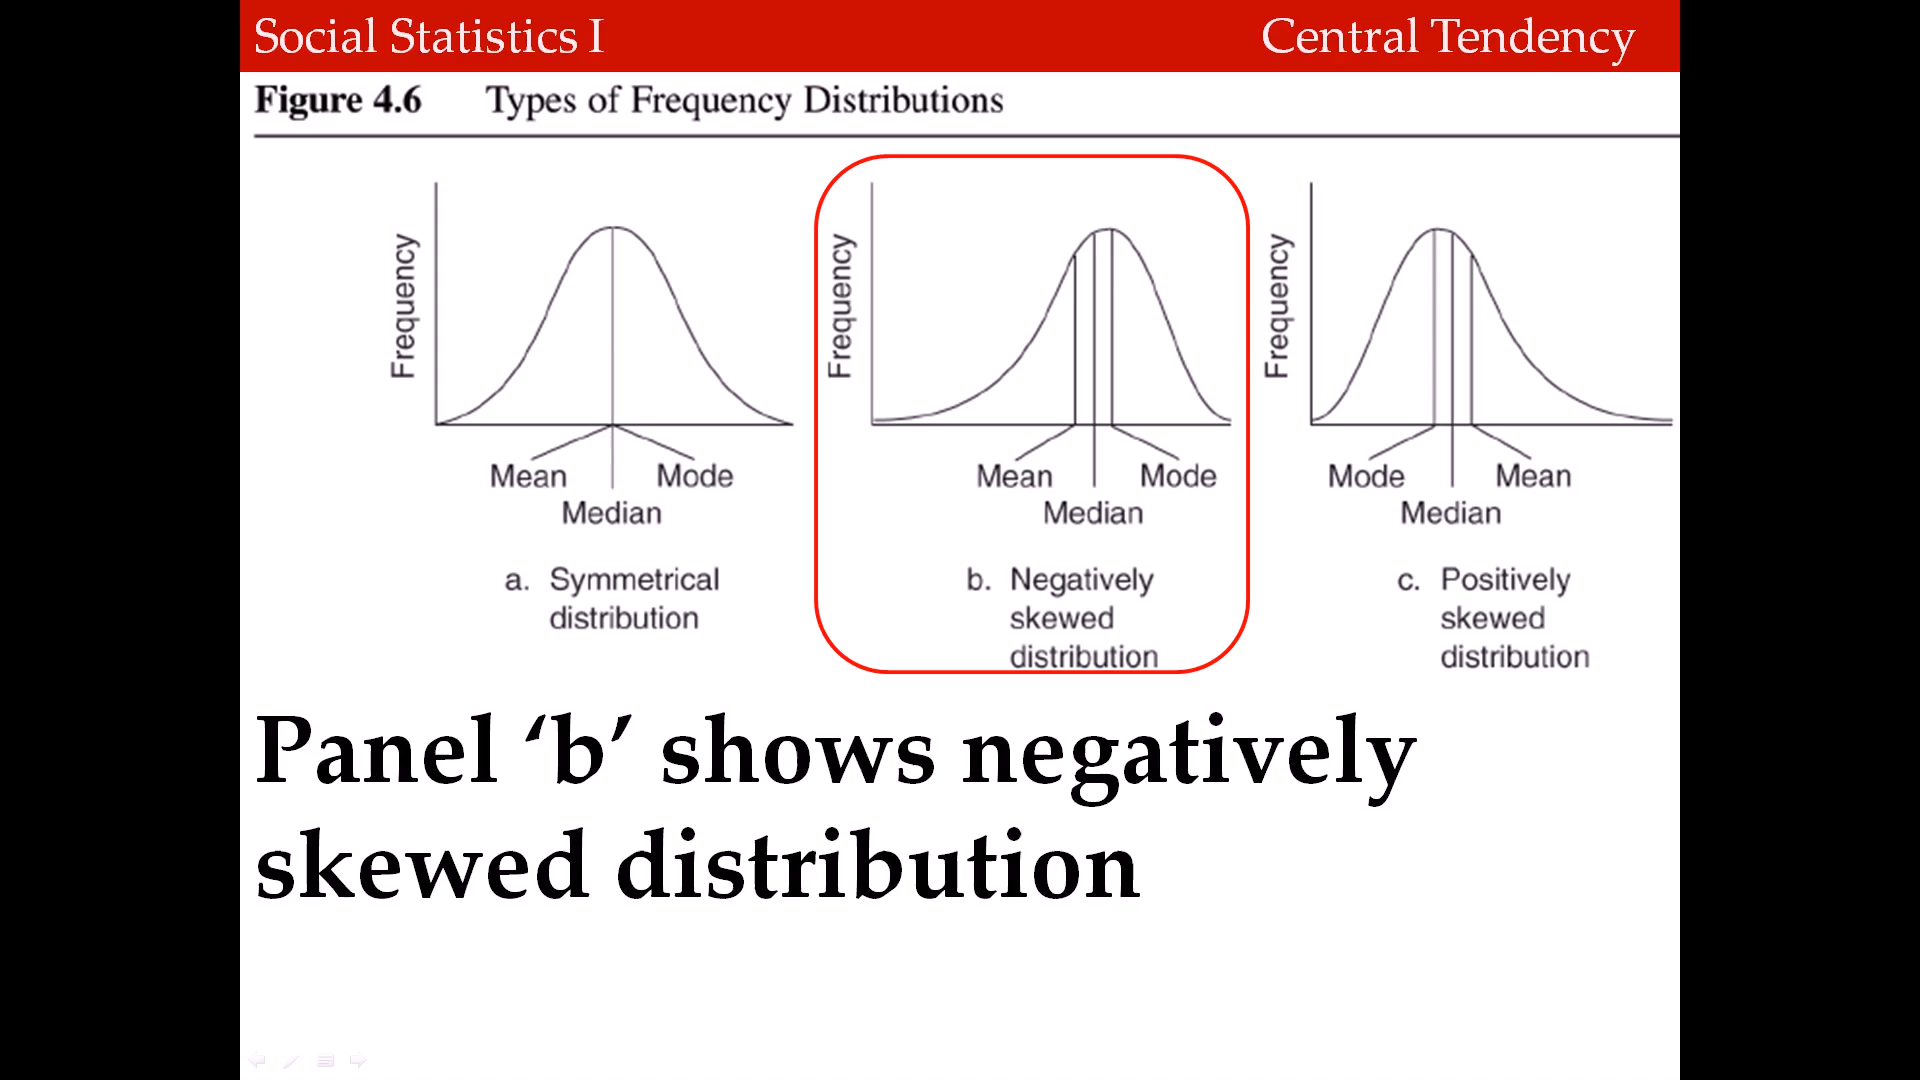 Social Statistics I
Central Tendency
Figure 4.6 Types of Frequency Distributions
Frequency
Mean Mode
Median
a. Symmetrical
distribution
Frequency
Mean Mode
Median
b. Negatively
skewed
distribution
Frequency
Mode Mean
Median
c. Positively
skewed
distribution
Panel ‘b’ shows negatively
skewed distribution